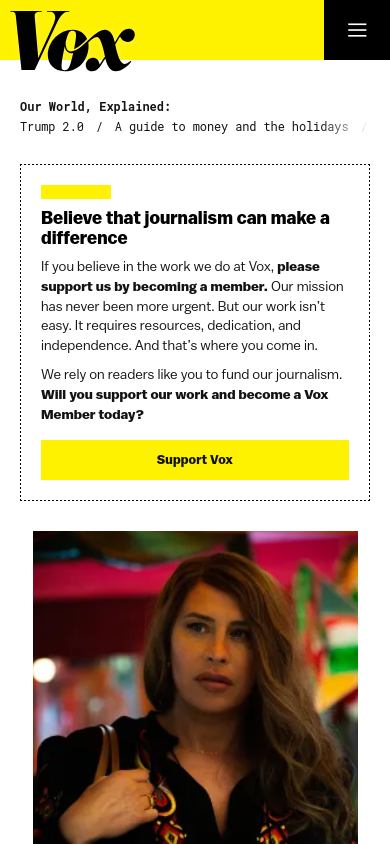 Vox
Our World, Explained:
Trump 2.0 / A guide to money and the holidays /
Believe that journalism can make a
difference
If you believe in the work we do at Vox, please
support us by becoming a member. Our mission
has never been more urgent. But our work isn’t
easy. It requires resources, dedication, and
independence. And that’s where you come in.
We rely on readers like you to fund our journalism.
Will you support our work and become a Vox
Member today?
Support Vox